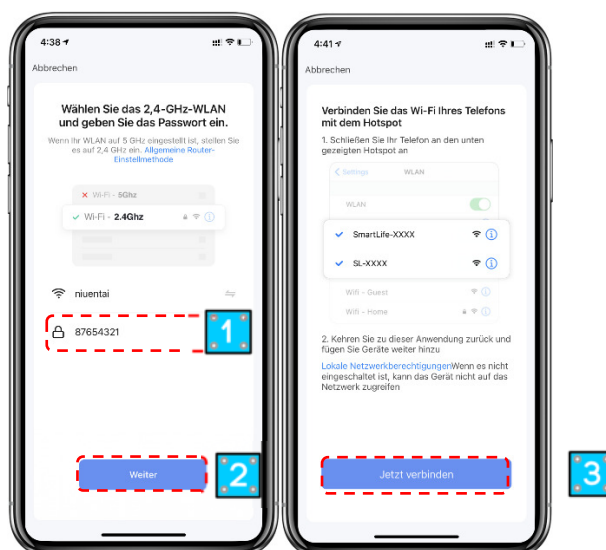 4:38
Abbrechen
Wählen Sie das 2,4-GHz-WLAN
und geben Sie das Passwort ein.
Wenn Ihr WLAN auf 5 GHz eingestellt ist, stellen Sie
es auf 2,4 GHz ein. Allgemeine Router-
Einstellmethode
Wi-Fi - 5Ghz
Wi-Fi - 2.4Ghz
niuentai
87654321
1
Weiter
2
4:41
Abbrechen
Verbinden Sie das Wi-Fi Ihres Telefons
mit dem Hotspot
1. Schließen Sie Ihr Telefon an den unten
gezeigten Hotspot an
Settings WLAN
WLAN
SmartLife-XXXX
SL-XXXX
Wifi - Guest
Wifi - Home
2. Kehren Sie zu dieser Anwendung zurück und
fügen Sie Geräte weiter hinzu
Lokale NetzwerkberechtigungenWenn es nicht
eingeschaltet ist, kann das Gerät nicht auf das
Netzwerk zugreifen
Jetzt verbinden
3